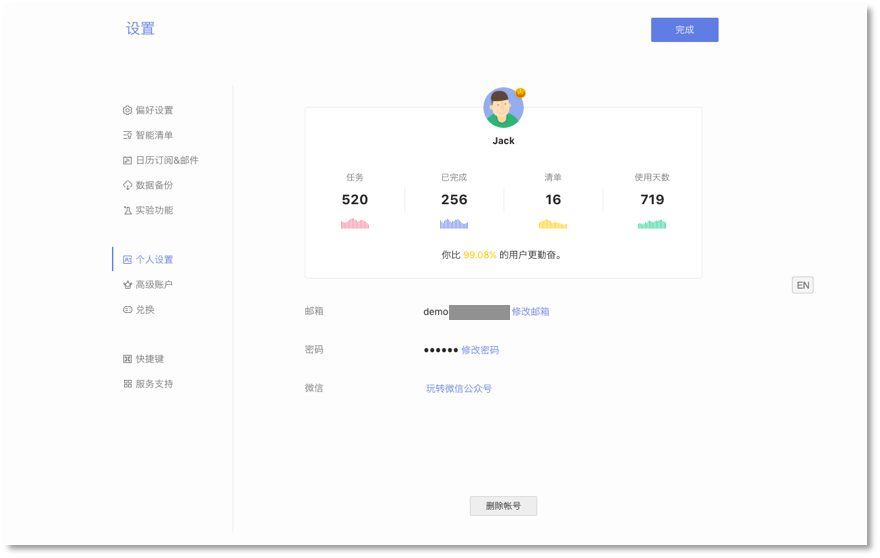 设置
完成
偏好设置
智能清单
日历订阅&邮件
数据备份
实验功能
个人设置
高级账户
兑换
快捷键
服务支持
Jack
任务 已完成 清单 使用天数
520 256 16 719
你比 99.08% 的用户更勤奋。
EN
邮箱 demo 修改邮箱
密码 •••••• 修改密码
微信 玩转微信公众号
删除帐号